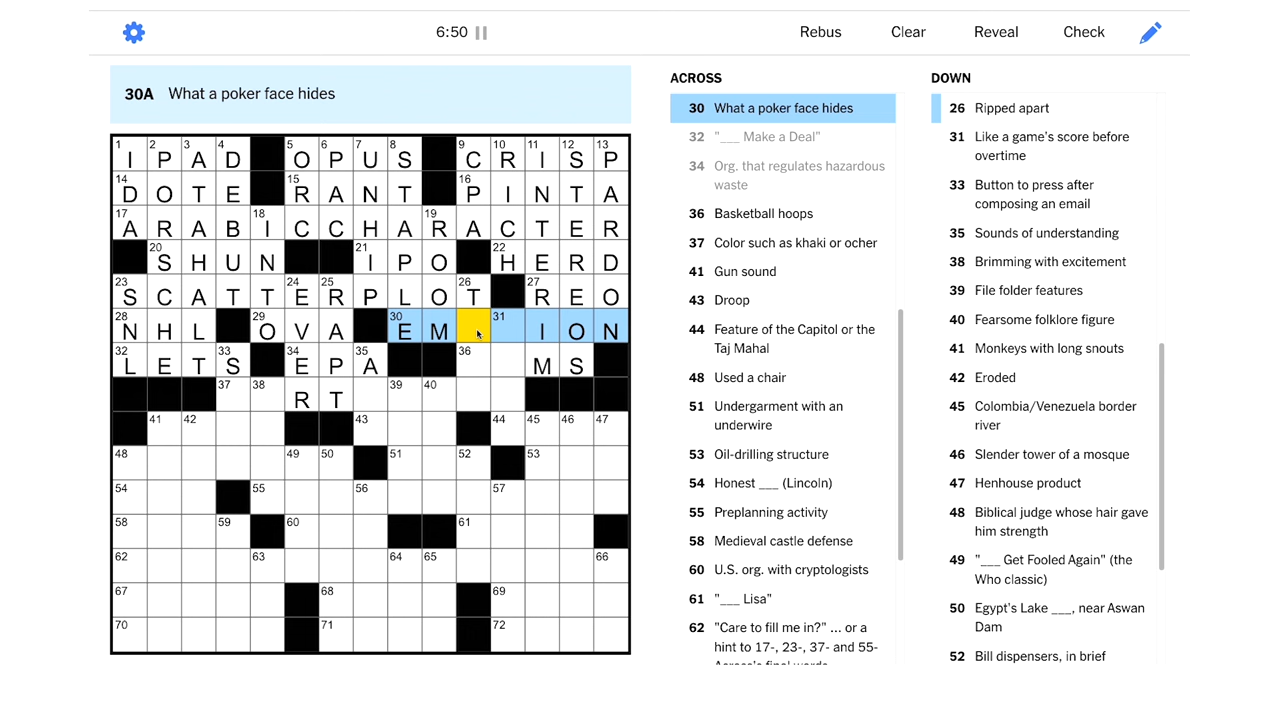 6:50
Rebus Clear Reveal Check
30A What a poker face hides
1 2 3 4 5 6 7 8 9 10 11 12 13
I P A D O P U S C R I S P
14 15 16
D O T E R A N T P I N T A
17 18 19
A R A B I C C H A R A C T E R
20 21 22
S H U N I P O H E R D
23 24 25 26 27
S C A T T E R P L O T R E O
28 29 30 31
N H L O V A E M I O N
32 33 34 35 36
L E T S E P A M S
37 38 39 40
R T
41 42 43 44 45 46 47
48 49 50 51 52 53
54 55 56 57
58 59 60 61
62 63 64 65 66
67 68 69
70 71 72
ACROSS
30 What a poker face hides
32 "___ Make a Deal"
34 Org. that regulates hazardous
waste
36 Basketball hoops
37 Color such as khaki or ocher
41 Gun sound
43 Droop
44 Feature of the Capitol or the
Taj Mahal
48 Used a chair
51 Undergarment with an
underwire
53 Oil-drilling structure
54 Honest ___ (Lincoln)
55 Preplanning activity
58 Medieval castle defense
60 U.S. org. with cryptologists
61 "___ Lisa"
62 "Care to fill me in?" ... or a
hint to 17-, 23-, 37- and 55-
Across's final words
DOWN
26 Ripped apart
31 Like a game's score before
overtime
33 Button to press after
composing an email
35 Sounds of understanding
38 Brimming with excitement
39 File folder features
40 Fearsome folklore figure
41 Monkeys with long snouts
42 Eroded
45 Colombia/Venezuela border
river
46 Slender tower of a mosque
47 Henhouse product
48 Biblical judge whose hair gave
him strength
49 "___ Get Fooled Again" (the
Who classic)
50 Egypt's Lake ___, near Aswan
Dam
52 Bill dispensers, in brief